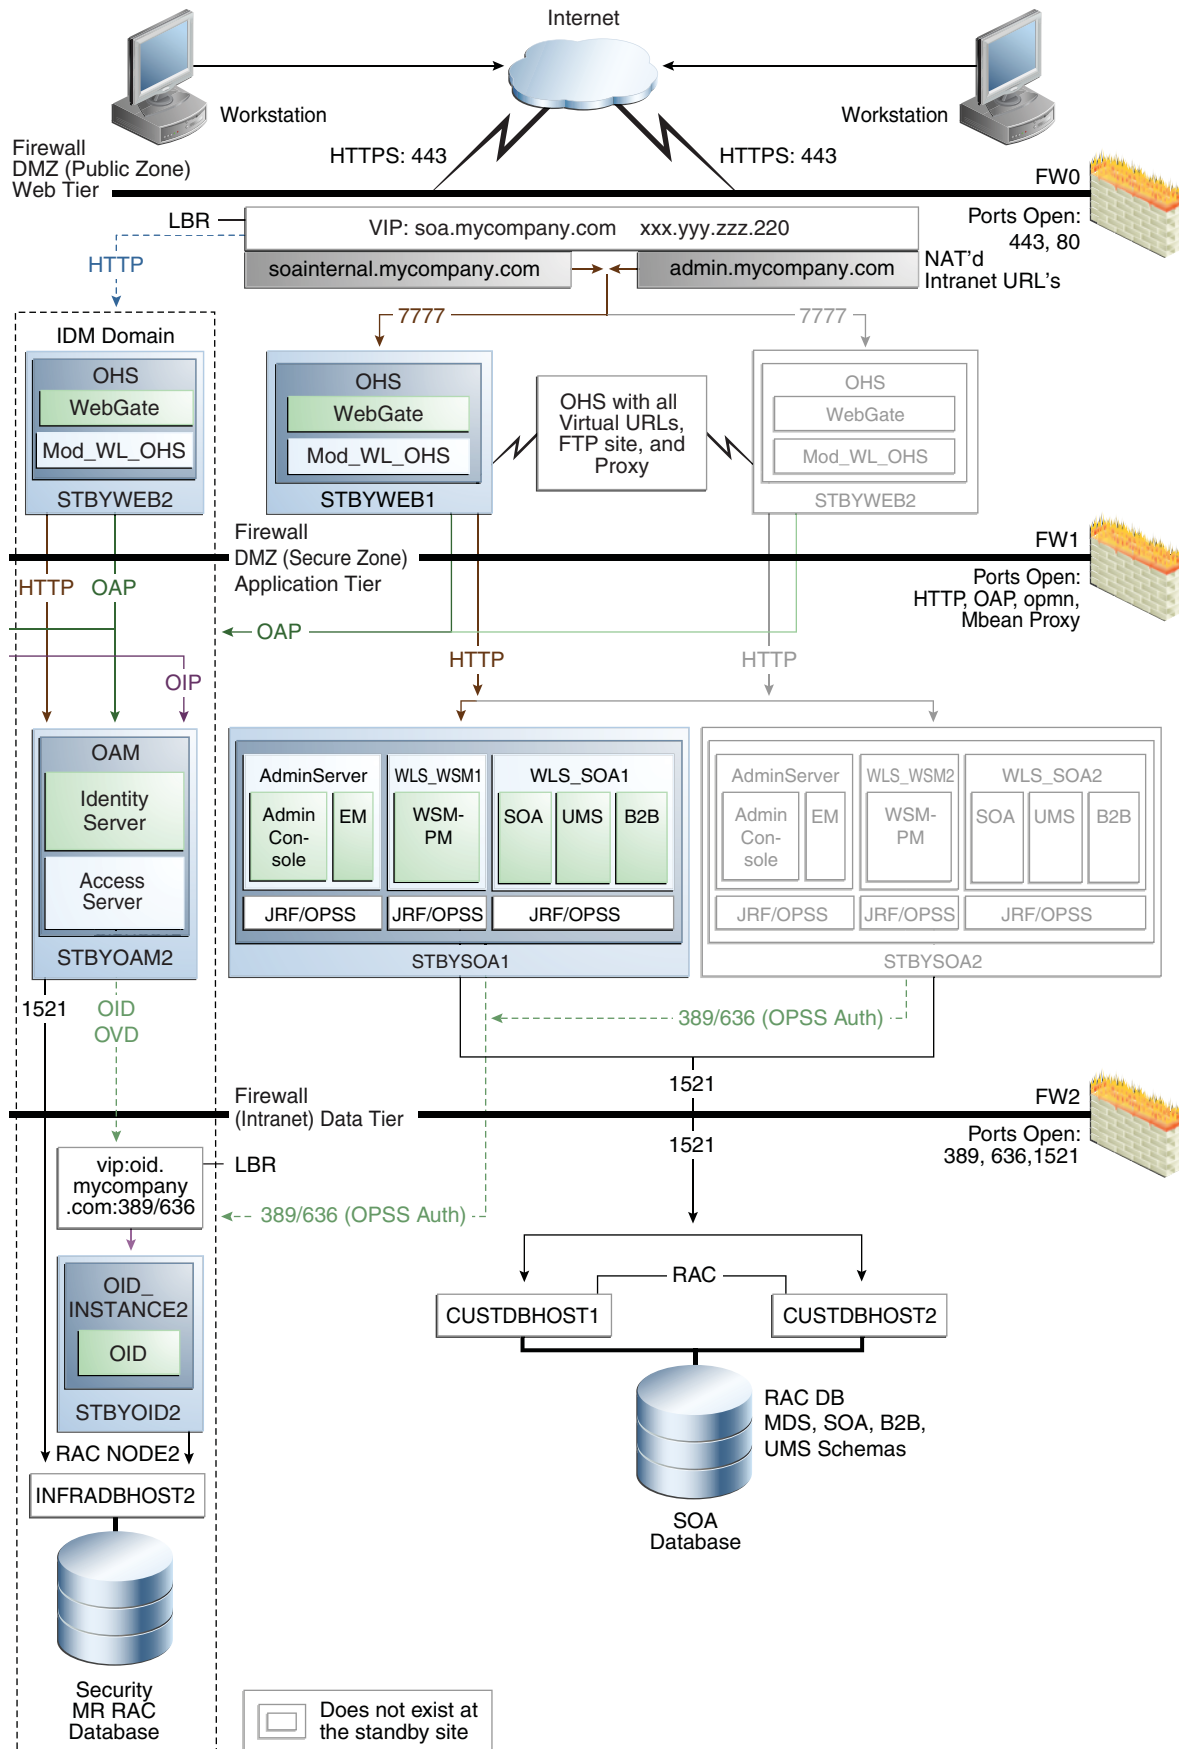 Internet
Workstation
Workstation
HTTPS: 443
HTTPS: 443
Firewall
DMZ (Public Zone)
Web Tier
FW0
Ports Open:
443, 80
LBR
VIP: soa.mycompany.com xxx.yyy.zzz.220
HTTP
soainternal.mycompany.com
admin.mycompany.com
NAT'd
Intranet URL's
7777
7777
IDM Domain
OHS
WebGate
Mod_WL_OHS
STBYWEB2
OHS
WebGate
Mod_WL_OHS
STBYWEB1
OHS with all
Virtual URLs,
FTP site, and
Proxy
OHS
WebGate
Mod_WL_OHS
STBYWEB2
Firewall
DMZ (Secure Zone)
Application Tier
FW1
Ports Open:
HTTP, OAP, opmn,
Mbean Proxy
HTTP
OAP
OAP
OIP
HTTP
HTTP
OAM
Identity
Server
Access
Server
STBYOAM2
AdminServer
Admin
Con-
sole
EM
WLS_WSM1
WSM-
PM
WLS_SOA1
SOA
UMS
B2B
JRF/OPSS
JRF/OPSS
JRF/OPSS
STBYSOA1
AdminServer
Admin
Con-
sole
EM
WLS_WSM2
WSM-
PM
WLS_SOA2
SOA
UMS
B2B
JRF/OPSS
JRF/OPSS
JRF/OPSS
STBYSOA2
1521
OID
OVD
389/636 (OPSS Auth)
1521
Firewall
(Intranet) Data Tier
FW2
Ports Open:
389, 636,1521
1521
vip:oid.
mycompany
.com:389/636
LBR
389/636 (OPSS Auth)
OID_
INSTANCE2
OID
STBYOID2
RAC
CUSTDBHOST1
CUSTDBHOST2
RAC DB
MDS, SOA, B2B,
UMS Schemas
SOA
Database
RAC NODE2
INFRADBHOST2
Security
MR RAC
Database
Does not exist at
the standby site